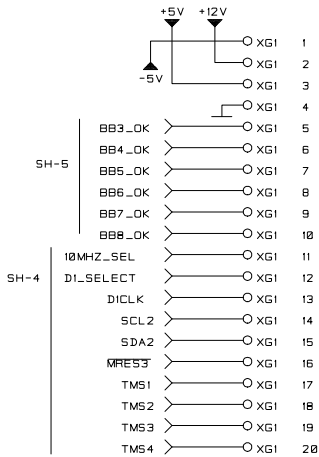 +5V +12V
XG1 1
XG1 2
-5V
XG1 3
XG1 4
BB3_OK XG1 5
BB4_OK XG1 6
SH-5 BB5_OK XG1 7
BB6_OK XG1 8
BB7_OK XG1 9
BB8_OK XG1 10
10MHZ_SEL XG1 11
SH-4 D1_SELECT XG1 12
D1CLK XG1 13
SCL2 XG1 14
SDA2 XG1 15
MRES3 XG1 16
TMS1 XG1 17
TMS2 XG1 18
TMS3 XG1 19
TMS4 XG1 20